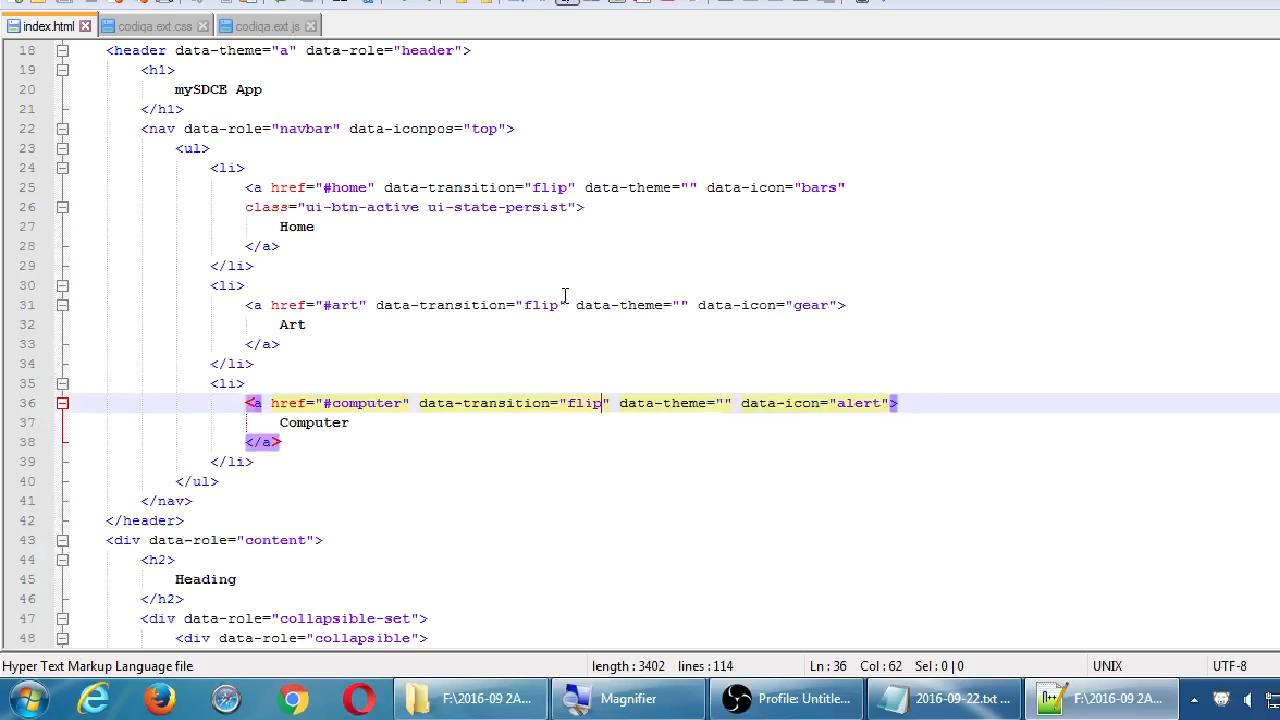 index.html codiqa.ext.css codiqa.ext.js
18 <header data-theme="a" data-role="header">
19 <h1>
20 mySDCE App
21 </h1>
22 <nav data-role="navbar" data-iconpos="top">
23 <ul>
24 <li>
25 <a href="#home" data-transition="flip" data-theme="" data-icon="bars"
26 class="ui-btn-active ui-state-persist">
27 Home
28 </a>
29 </li>
30 <li>
31 <a href="#art" data-transition="flip" data-theme="" data-icon="gear">
32 Art
33 </a>
34 </li>
35 <li>
36 <a href="#computer" data-transition="flip" data-theme="" data-icon="alert">
37 Computer
38 </a>
39 </li>
40 </ul>
41 </nav>
42 </header>
43 <div data-role="content">
44 <h2>
45 Heading
46 </h2>
47 <div data-role="collapsible-set">
48 <div data-role="collapsible">
Hyper Text Markup Language file length : 3402 lines : 114 Ln : 36 Col : 62 Sel : 0 | 0 UNIX UTF-8
F:\2016-09 2A... Magnifier Profile: Untitle... 2016-09-22.txt ... F:\2016-09 2A...